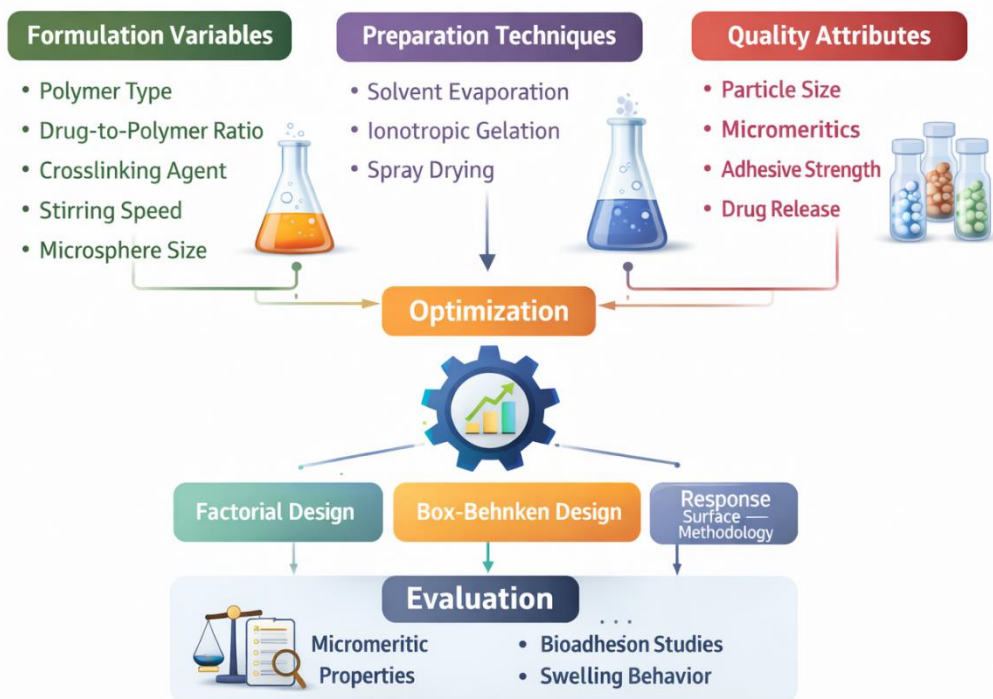 Formulation Variables
• Polymer Type
• Drug-to-Polymer Ratio
• Crosslinking Agent
• Stirring Speed
• Microsphere Size
Preparation Techniques
• Solvent Evaporation
• Ionotropic Gelation
• Spray Drying
Quality Attributes
• Particle Size
• Micromeritics
• Adhesive Strength
• Drug Release
Optimization
Factorial Design
Box-Behnken Design
Response
Surface —
Methodology
Evaluation
Micromeritic
Properties
• Bioadheson Studies
• Swelling Behavior